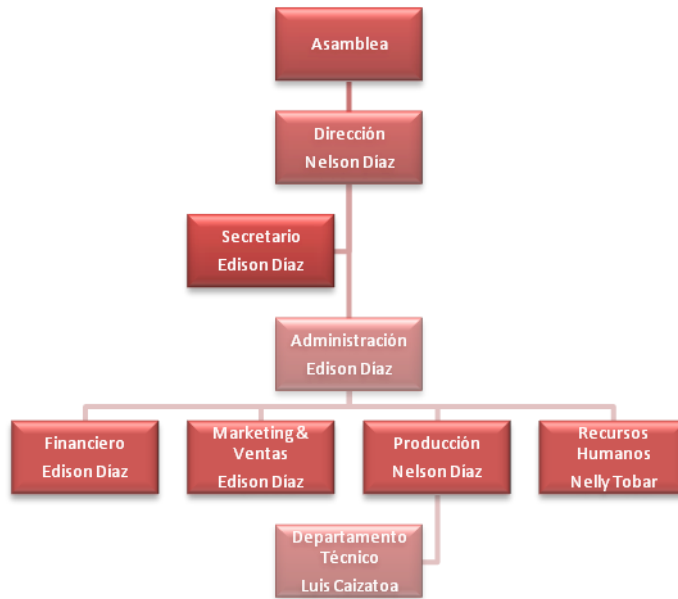 Asamblea
Dirección
Nelson Díaz
Secretario
Edison Díaz
Administración
Edison Díaz
Financiero
Edison Díaz
Marketing &
Ventas
Edison Díaz
Producción
Nelson Díaz
Recursos
Humanos
Nelly Tobar
Departamento
Técnico
Luis Caizatoa